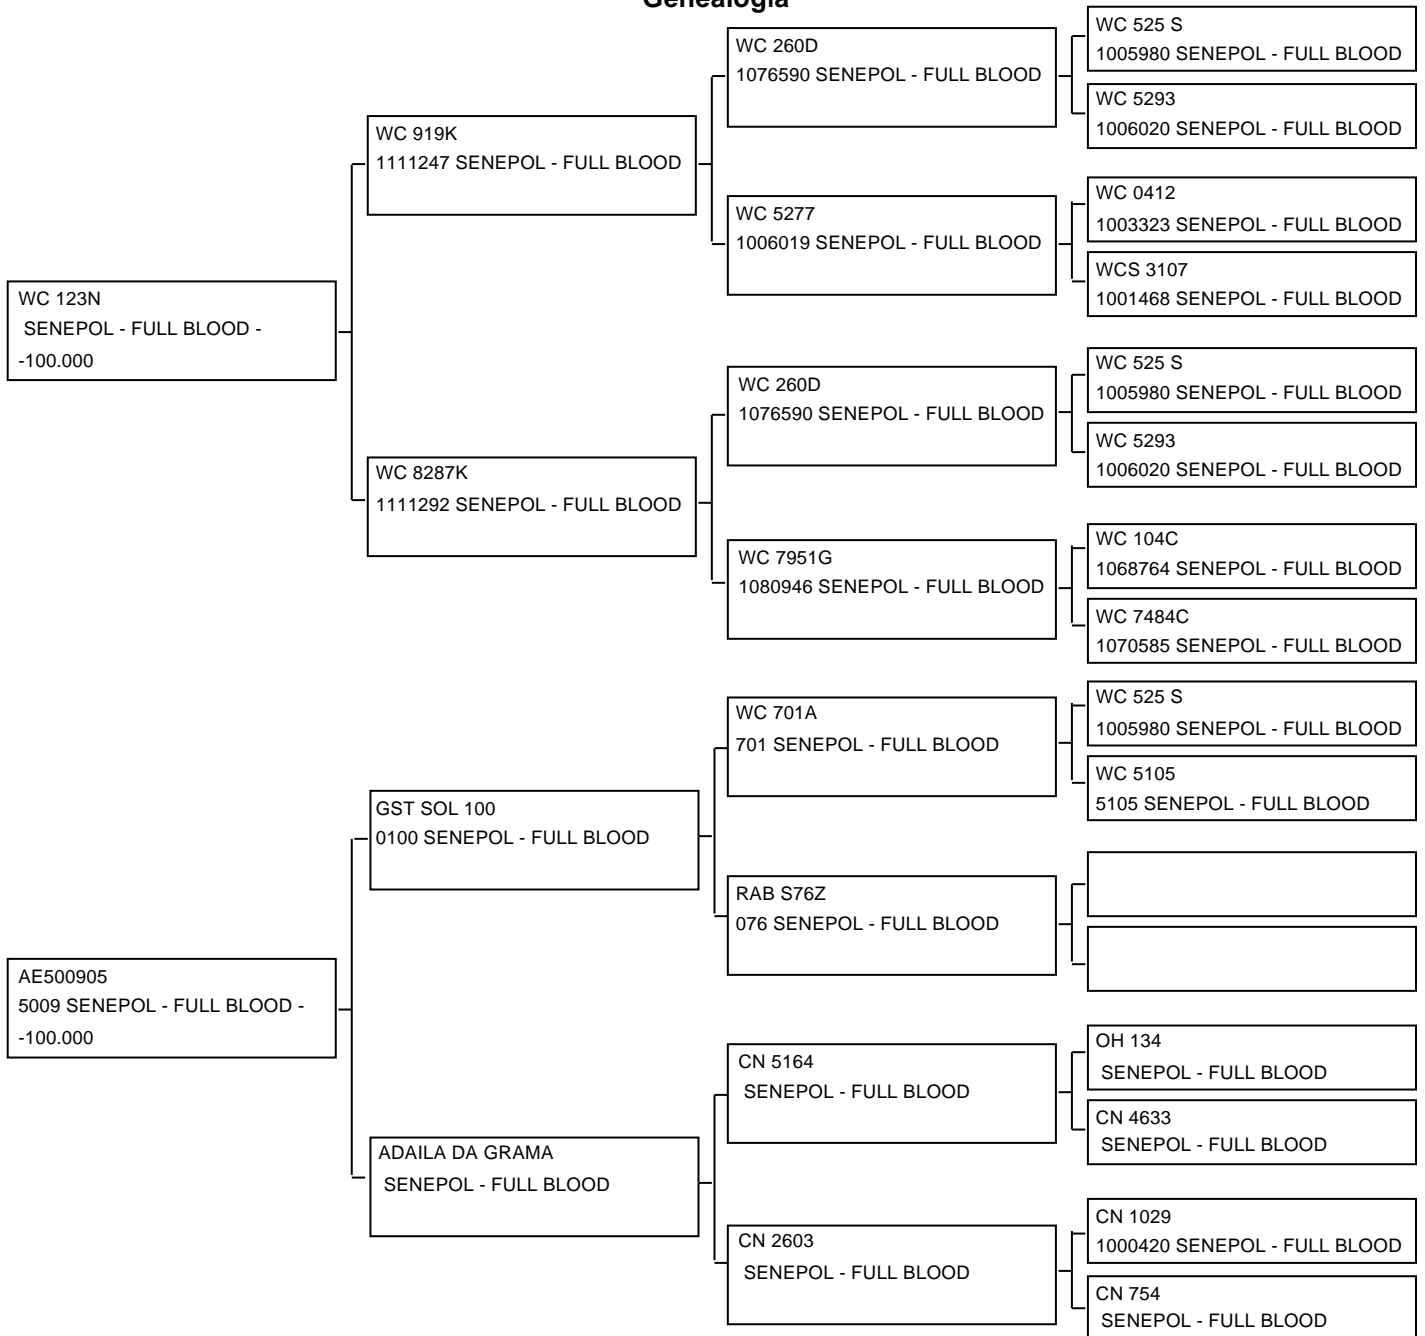 Genealogia
WC 525 S
1005980 SENEPOL - FULL BLOOD
WC 260D
1076590 SENEPOL - FULL BLOOD
WC 5293
1006020 SENEPOL - FULL BLOOD
WC 919K
1111247 SENEPOL - FULL BLOOD
WC 0412
1003323 SENEPOL - FULL BLOOD
WC 5277
1006019 SENEPOL - FULL BLOOD
WCS 3107
1001468 SENEPOL - FULL BLOOD
WC 123N
SENEPOL - FULL BLOOD -
-100.000
WC 525 S
1005980 SENEPOL - FULL BLOOD
WC 260D
1076590 SENEPOL - FULL BLOOD
WC 5293
1006020 SENEPOL - FULL BLOOD
WC 8287K
1111292 SENEPOL - FULL BLOOD
WC 104C
1068764 SENEPOL - FULL BLOOD
WC 7951G
1080946 SENEPOL - FULL BLOOD
WC 7484C
1070585 SENEPOL - FULL BLOOD
WC 525 S
1005980 SENEPOL - FULL BLOOD
WC 701A
701 SENEPOL - FULL BLOOD
WC 5105
5105 SENEPOL - FULL BLOOD
GST SOL 100
0100 SENEPOL - FULL BLOOD
RAB S76Z
076 SENEPOL - FULL BLOOD
AE500905
5009 SENEPOL - FULL BLOOD -
-100.000
OH 134
SENEPOL - FULL BLOOD
CN 5164
SENEPOL - FULL BLOOD
CN 4633
SENEPOL - FULL BLOOD
ADAILA DA GRAMA
SENEPOL - FULL BLOOD
CN 1029
1000420 SENEPOL - FULL BLOOD
CN 2603
SENEPOL - FULL BLOOD
CN 754
SENEPOL - FULL BLOOD